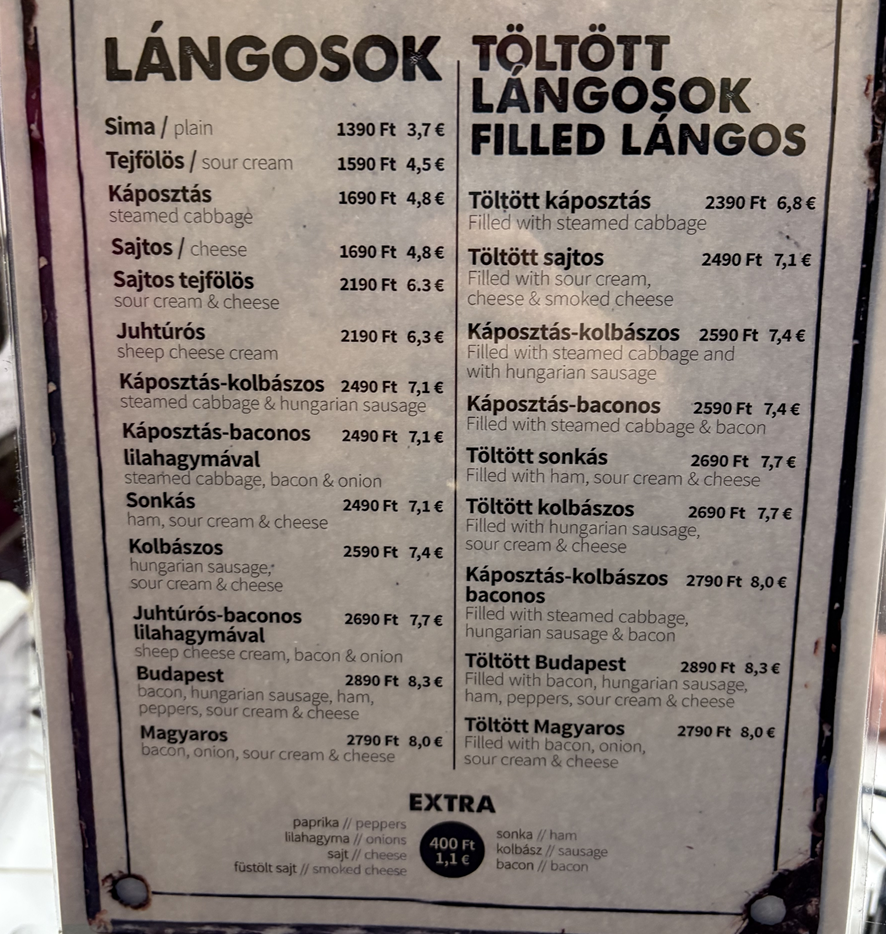 LÁNGOSOK
Sima / plain 1390 Ft 3,7 €
Tejfölös / sour cream 1590 Ft 4,5 €
Káposztás 1690 Ft 4,8 €
steamed cabbage
Sajtos / cheese 1690 Ft 4,8 €
Sajtos tejfölös 2190 Ft 6.3 €
sour cream & cheese
Juhtúrós 2190 Ft 6,3 €
sheep cheese cream
Káposztás-kolbászos 2490 Ft 7,1 €
steamed cabbage & hungarian sausage
Káposztás-baconos 2490 Ft 7,1 €
lilahagymával
steamed cabbage, bacon & onion
Sonkás 2490 Ft 7,1 €
ham, sour cream & cheese
Kolbászos 2590 Ft 7,4 €
hungarian sausage,
sour cream & cheese
Juhtúrós-baconos 2690 Ft 7,7 €
lilahagymával
sheep cheese cream, bacon & onion
Budapest 2890 Ft 8,3 €
bacon, hungarian sausage, ham,
peppers, sour cream & cheese
Magyaros 2790 Ft 8,0 €
bacon, onion, sour cream & cheese
TÖLTÖTT
LÁNGOSOK
FILLED LÁNGOS
Töltött káposztás 2390 Ft 6,8 €
Filled with steamed cabbage
Töltött sajtos 2490 Ft 7,1 €
Filled with sour cream,
cheese & smoked cheese
Káposztás-kolbászos 2590 Ft 7,4 €
Filled with steamed cabbage and
with hungarian sausage
Káposztás-baconos 2590 Ft 7,4 €
Filled with steamed cabbage & bacon
Töltött sonkás 2690 Ft 7,7 €
Filled with ham, sour cream & cheese
Töltött kolbászos 2690 Ft 7,7 €
Filled with hungarian sausage,
sour cream & cheese
Káposztás-kolbászos 2790 Ft 8,0 €
baconos
Filled with steamed cabbage,
hungarian sausage & bacon
Töltött Budapest 2890 Ft 8,3 €
Filled with bacon, hungarian sausage,
ham, peppers, sour cream & cheese
Töltött Magyaros 2790 Ft 8,0 €
Filled with bacon, onion,
sour cream & cheese
EXTRA
paprika // peppers
lilahagyma // onions
sajt // cheese
füstölt sajt // smoked cheese
400 Ft
1,1 €
sonka // ham
kolbász // sausage
bacon // bacon